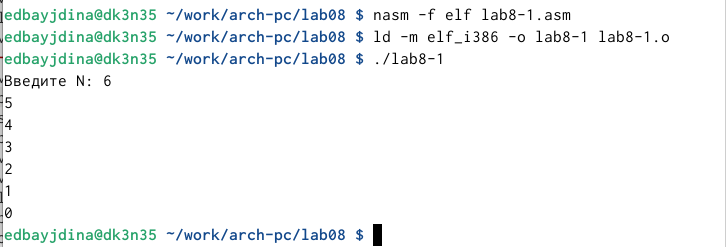 edbayjdina@dk3n35 ~/work/arch-pc/lab08 $ nasm -f elf lab8-1.asm
edbayjdina@dk3n35 ~/work/arch-pc/lab08 $ ld -m elf_i386 -o lab8-1 lab8-1.o
edbayjdina@dk3n35 ~/work/arch-pc/lab08 $ ./lab8-1
Введите N: 6
5
4
3
2
1
0
edbayjdina@dk3n35 ~/work/arch-pc/lab08 $